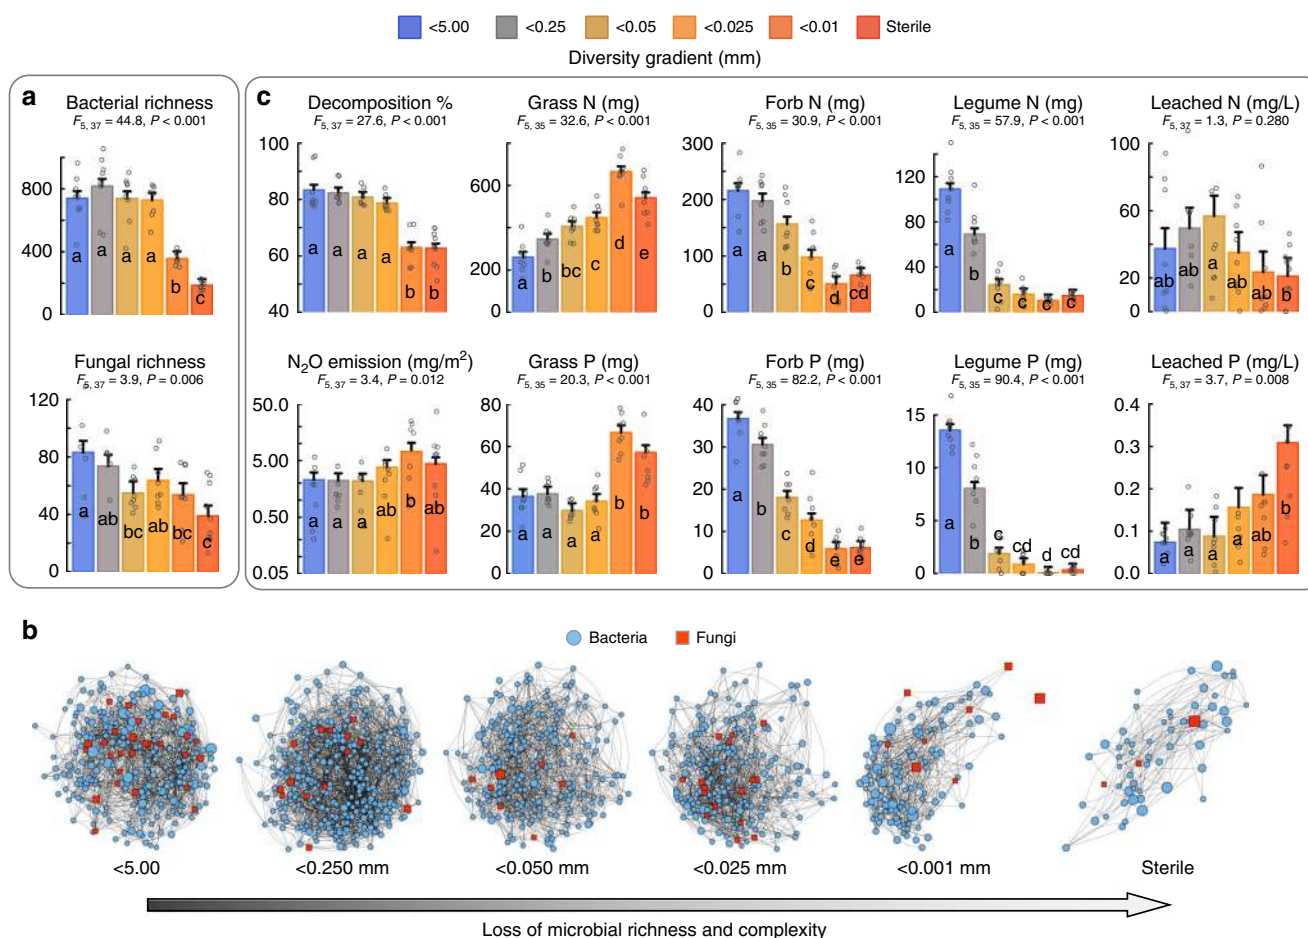 <5.00 <0.25 <0.05 <0.025 <0.01 Sterile
Diversity gradient (mm)
a
Bacterial richness
F5, 37 = 44.8, P < 0.001
800
400
0
a a a a b c
Fungal richness
F5, 37 = 3.9, P = 0.006
120
80
60
40
0
a ab bc ab bc c
c
Decomposition %
F5, 37 = 27.6, P < 0.001
100
80
60
40
a a a a b b
Grass N (mg)
F5, 35 = 32.6, P < 0.001
600
200
0
a b bc c d e
Forb N (mg)
F5, 35 = 30.9, P < 0.001
300
200
100
0
a a b c d cd
Legume N (mg)
F5, 35 = 57.9, P < 0.001
120
80
40
0
a b c c c c
Leached N (mg/L)
F5, 37 = 1.3, P = 0.280
100
60
20
0
ab ab a ab ab b
N2O emission (mg/m2)
F5, 37 = 3.4, P = 0.012
50.0
5.00
0.50
0.05
a a a ab b ab
Grass P (mg)
F5, 35 = 20.3, P < 0.001
80
60
40
20
0
a a a a b b
Forb P (mg)
F5, 35 = 82.2, P < 0.001
40
30
20
10
0
a b c d e e
Legume P (mg)
F5, 35 = 90.4, P < 0.001
15
10
5
0
a b c cd d cd
Leached P (mg/L)
F5, 37 = 3.7, P = 0.008
0.4
0.3
0.2
0.1
0.0
a a a a ab b
b
Bacteria Fungi
<5.00 <0.250 mm <0.050 mm <0.025 mm <0.001 mm Sterile
Loss of microbial richness and complexity